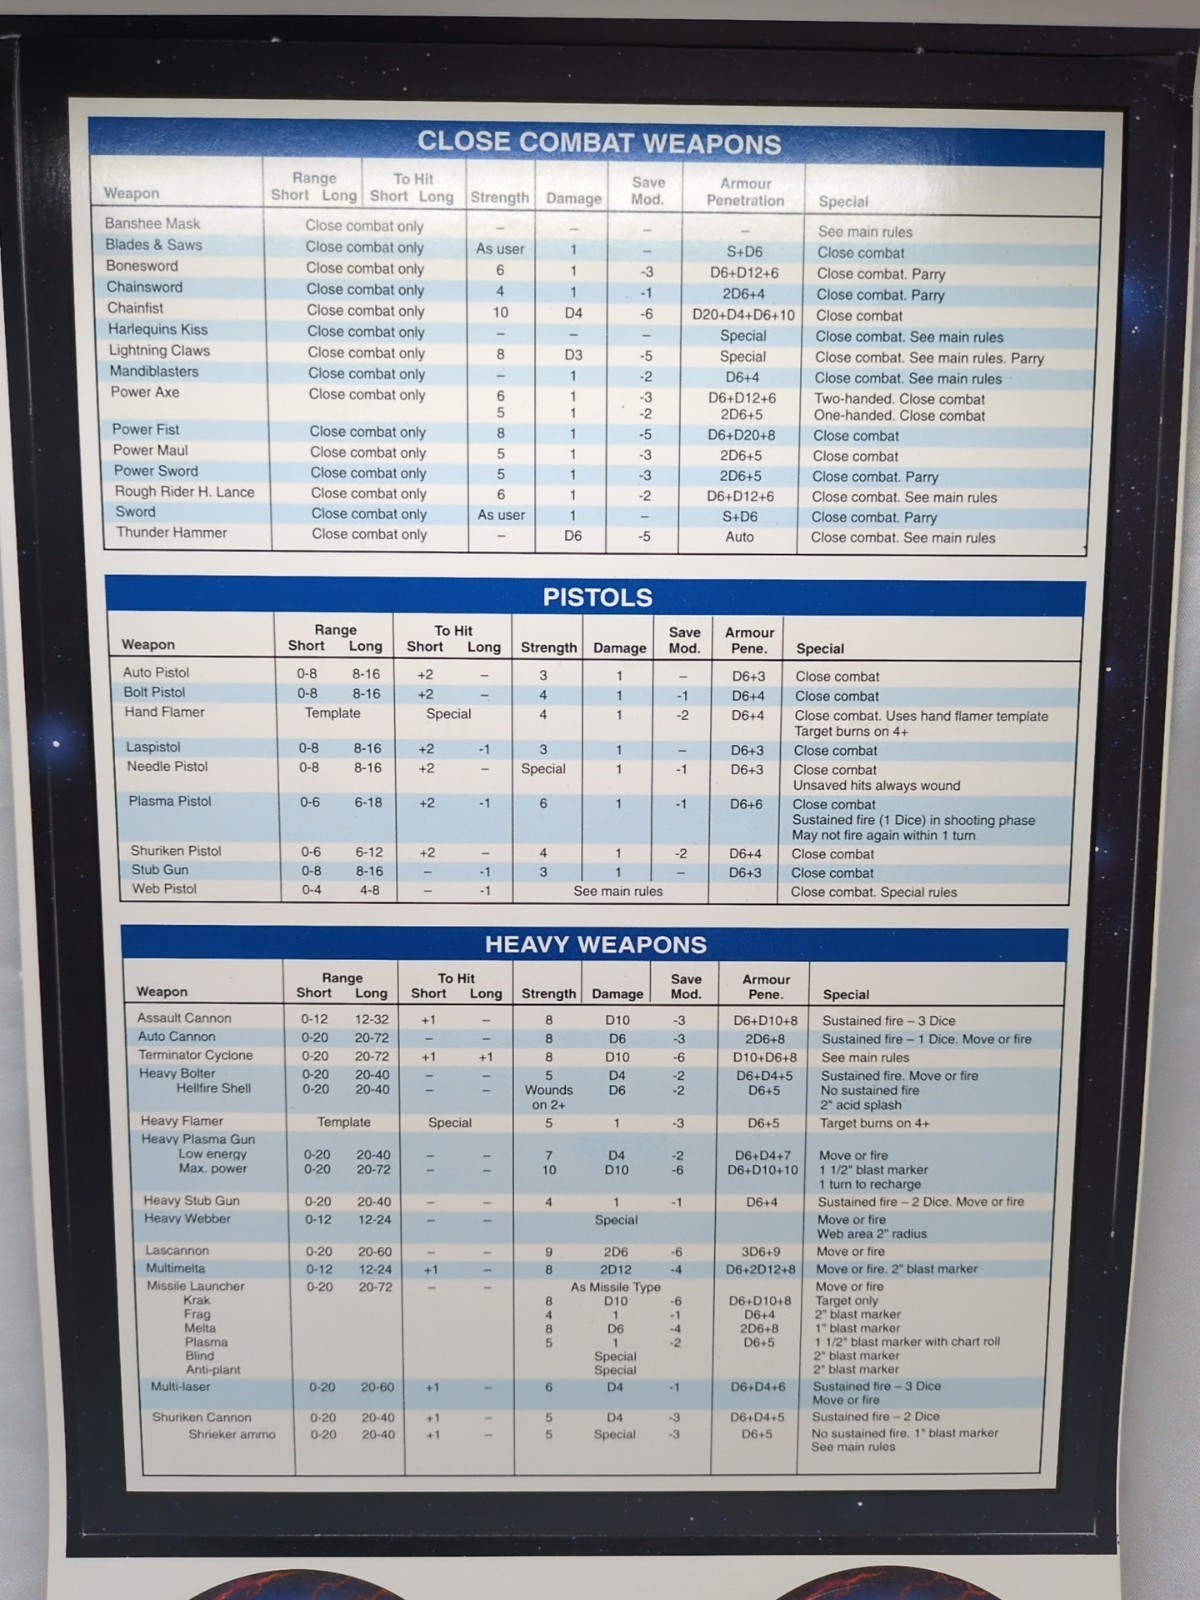 CLOSE COMBAT WEAPONS
Weapon Range Short Long To Hit Short Long Strength Damage Save Mod. Armour Penetration Special
Banshee Mask Close combat only – – – – See main rules
Blades & Saws Close combat only As user 1 – S+D6 Close combat
Bonesword Close combat only 6 1 -3 D6+D12+6 Close combat. Parry
Chainsword Close combat only 4 1 -1 2D6+4 Close combat. Parry
Chainfist Close combat only 10 D4 -6 D20+D4+D6+10 Close combat
Harlequins Kiss Close combat only – – – Special Close combat. See main rules
Lightning Claws Close combat only 8 D3 -5 Special Close combat. See main rules. Parry
Mandiblasters Close combat only – 1 -2 D6+4 Close combat. See main rules
Power Axe Close combat only 6 1 -3 D6+D12+6 Two-handed. Close combat
5 1 -2 2D6+5 One-handed. Close combat
Power Fist Close combat only 8 1 -5 D6+D20+8 Close combat
Power Maul Close combat only 5 1 -3 2D6+5 Close combat
Power Sword Close combat only 5 1 -3 2D6+5 Close combat. Parry
Rough Rider H. Lance Close combat only 6 1 -2 D6+D12+6 Close combat. See main rules
Sword Close combat only As user 1 – S+D6 Close combat. Parry
Thunder Hammer Close combat only – D6 -5 Auto Close combat. See main rules
PISTOLS
Weapon Range Short Long To Hit Short Long Strength Damage Save Mod. Armour Pene. Special
Auto Pistol 0-8 8-16 +2 – 3 1 – D6+3 Close combat
Bolt Pistol 0-8 8-16 +2 – 4 1 -1 D6+4 Close combat
Hand Flamer Template Special 4 1 -2 D6+4 Close combat. Uses hand flamer template
Target burns on 4+
Laspistol 0-8 8-16 +2 -1 3 1 – D6+3 Close combat
Needle Pistol 0-8 8-16 +2 – Special 1 -1 D6+3 Close combat
Unsaved hits always wound
Plasma Pistol 0-6 6-18 +2 -1 6 1 -1 D6+6 Close combat
Sustained fire (1 Dice) in shooting phase
May not fire again within 1 turn
Shuriken Pistol 0-6 6-12 +2 – 4 1 -2 D6+4 Close combat
Stub Gun 0-8 8-16 – -1 3 1 – D6+3 Close combat
Web Pistol 0-4 4-8 – -1 See main rules Close combat. Special rules
HEAVY WEAPONS
Weapon Range Short Long To Hit Short Long Strength Damage Save Mod. Armour Pene. Special
Assault Cannon 0-12 12-32 +1 – 8 D10 -3 D6+D10+8 Sustained fire – 3 Dice
Auto Cannon 0-20 20-72 – – 8 D6 -3 2D6+8 Sustained fire – 1 Dice. Move or fire
Terminator Cyclone 0-20 20-72 +1 +1 8 D10 -6 D10+D6+8 See main rules
Heavy Bolter 0-20 20-40 – – 5 D4 -2 D6+D4+5 Sustained fire. Move or fire
Hellfire Shell 0-20 20-40 – – Wounds D6 -2 D6+5 No sustained fire
on 2+ 2" acid splash
Heavy Flamer Template Special 5 1 -3 D6+5 Target burns on 4+
Heavy Plasma Gun
Low energy 0-20 20-40 – – 7 D4 -2 D6+D4+7 Move or fire
Max. power 0-20 20-72 – – 10 D10 -6 D6+D10+10 1 1/2" blast marker
1 turn to recharge
Heavy Stub Gun 0-20 20-40 – – 4 1 -1 D6+4 Sustained fire – 2 Dice. Move or fire
Heavy Webber 0-12 12-24 – – Special Move or fire
Web area 2" radius
Lascannon 0-20 20-60 – – 9 2D6 -6 3D6+9 Move or fire
Multimelta 0-12 12-24 +1 – 8 2D12 -4 D6+2D12+8 Move or fire. 2" blast marker
Missile Launcher 0-20 20-72 – – As Missile Type Move or fire
Krak 8 D10 -6 D6+D10+8 Target only
Frag 4 1 -1 D6+4 2" blast marker
Melta 8 D6 -4 2D6+8 1" blast marker
Plasma 5 1 -2 D6+5 1 1/2" blast marker with chart roll
Blind Special 2" blast marker
Anti-plant Special 2" blast marker
Multi-laser 0-20 20-60 +1 – 6 D4 -1 D6+D4+6 Sustained fire – 3 Dice
Move or fire
Shuriken Cannon 0-20 20-40 +1 – 5 D4 -3 D6+D4+5 Sustained fire – 2 Dice
Shrieker ammo 0-20 20-40 +1 – 5 Special -3 D6+5 No sustained fire. 1" blast marker
See main rules